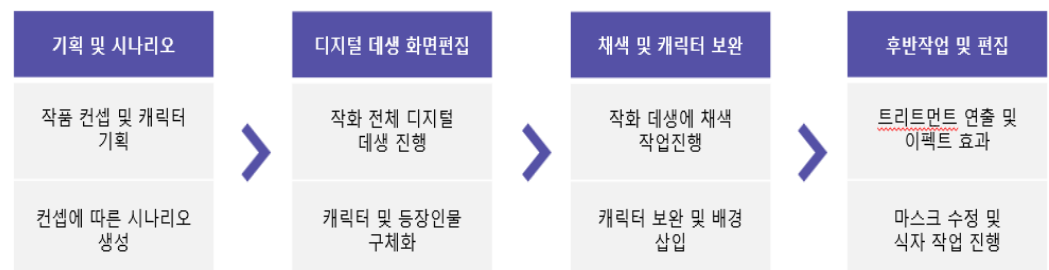 기획 및 시나리오
작품 컨셉 및 캐릭터
기획
컨셉에 따른 시나리오
생성
디지털 데생 화면편집
작화 전체 디지털
데생 진행
캐릭터 및 등장인물
구체화
채색 및 캐릭터 보완
작화 데생에 채색
작업진행
캐릭터 보완 및 배경
삽입
후반작업 및 편집
트리트먼트 연출 및
이펙트 효과
마스크 수정 및
식자 작업 진행